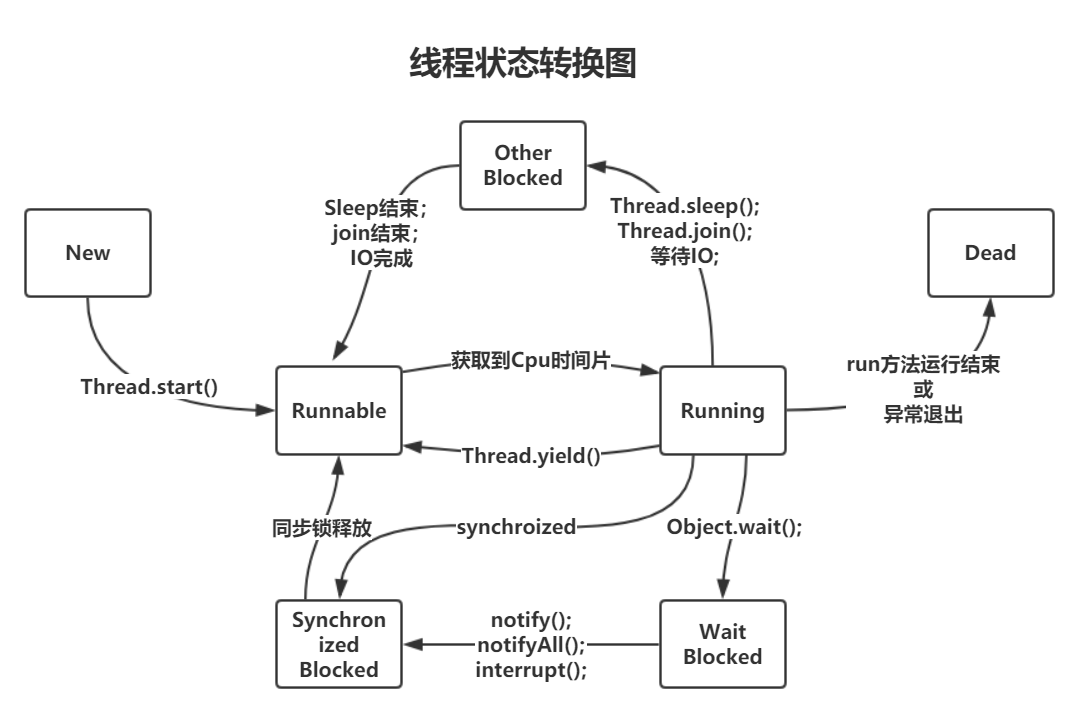 线程状态转换图
Other
Blocked
Sleep结束;
join结束;
IO完成
Thread.sleep();
Thread.join();
等待IO;
New
Dead
Thread.start()
获取到Cpu时间片
run方法运行结束
或
异常退出
Runnable
Running
Thread.yield()
同步锁释放
synchroized
Object.wait();
Synchron
ized
Blocked
notify();
notifyAll();
interrupt();
Wait
Blocked